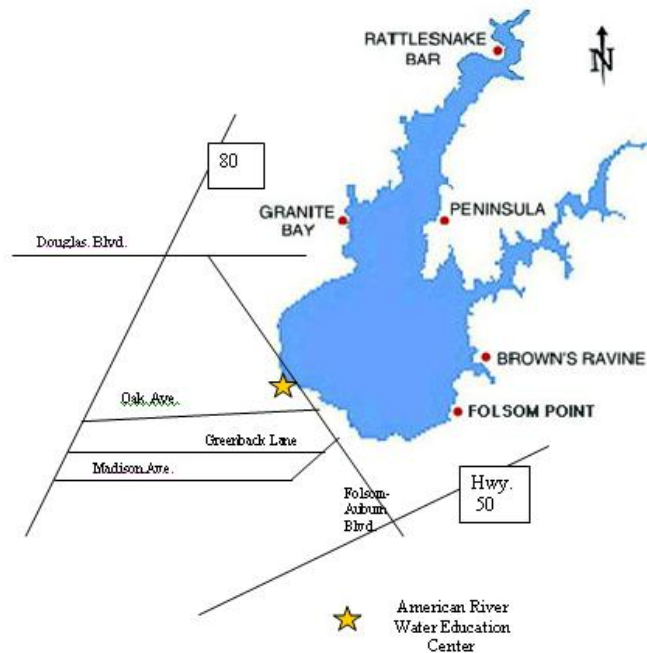 RATTLESNAKE
BAR
N
80
GRANITE
BAY
PENINSULA
Douglas. Blvd.
BROWN'S RAVINE
Oak Ave.
FOLSOM POINT
Greenback Lane
Madison Ave.
Hwy.
50
Folsom-
Auburn
Blvd.
American River
Water Education
Center